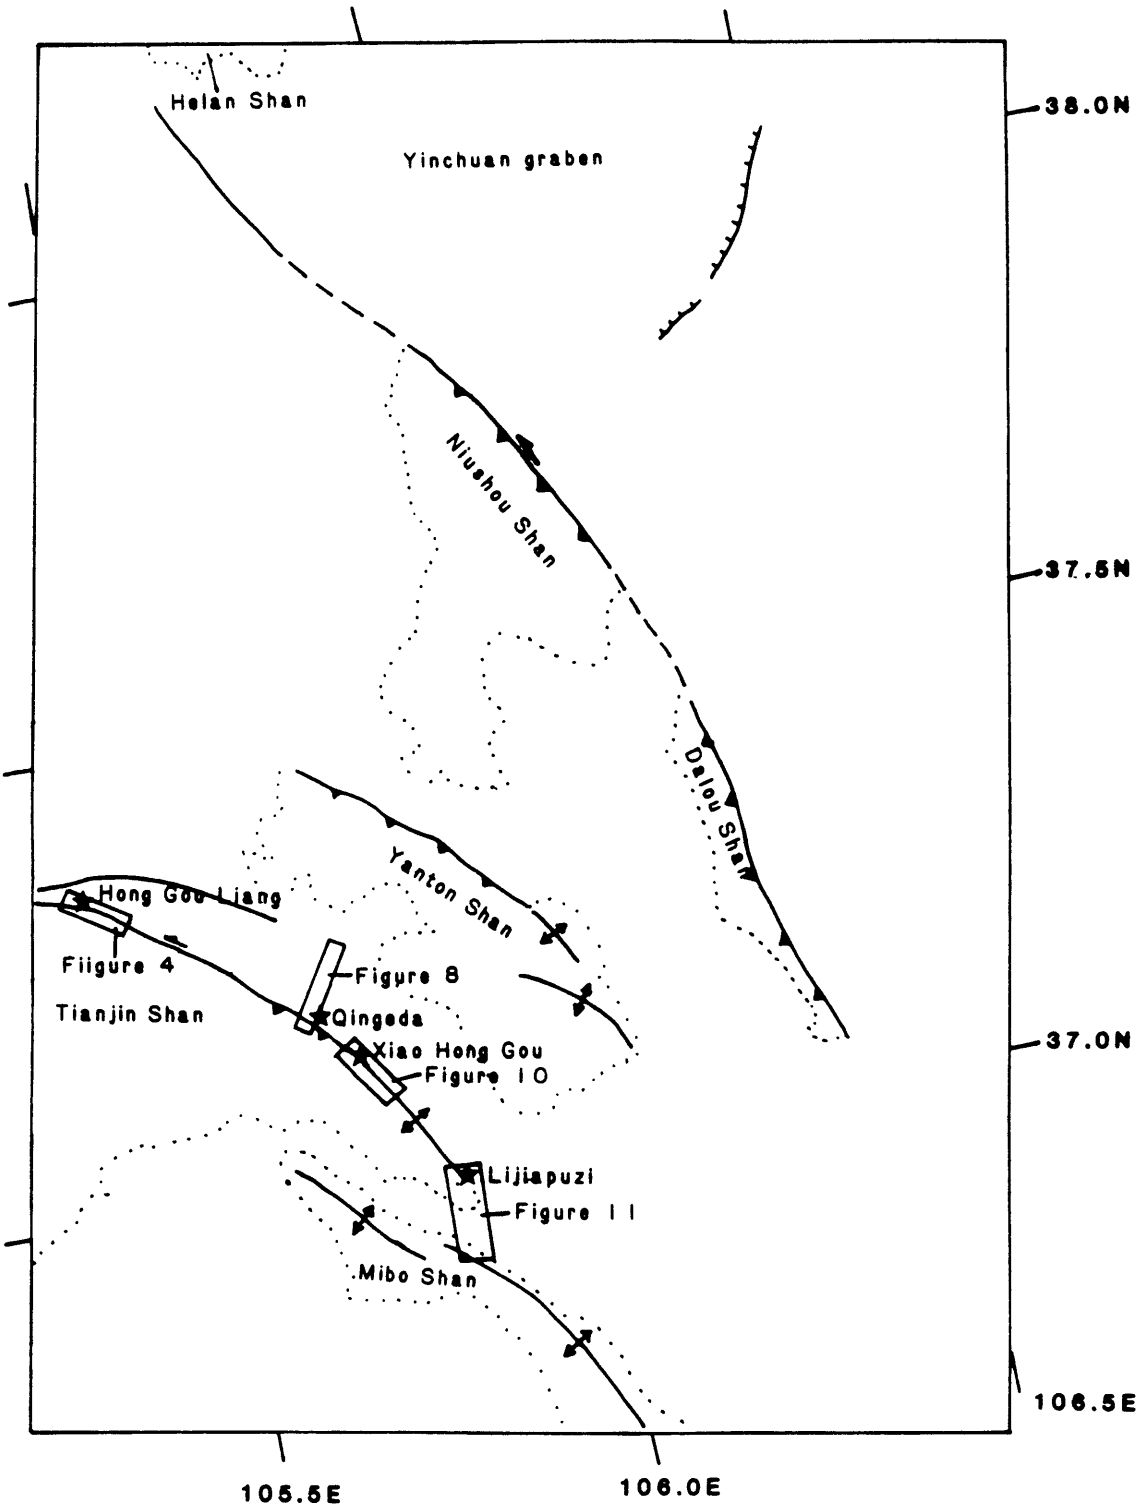 Helan Shan
38.0N
Yinchuan graben
Niushou Shan
37.5N
Dalou Shan
Yanton Shan
Hong Gou Liang
Fiigure 4
Figure 8
Tianjin Shan
Qingeda
37.0N
Xiao Hong Gou
Figure 10
Lijiapuzi
Figure 11
Mibo Shan
106.5E
105.5E
106.0E